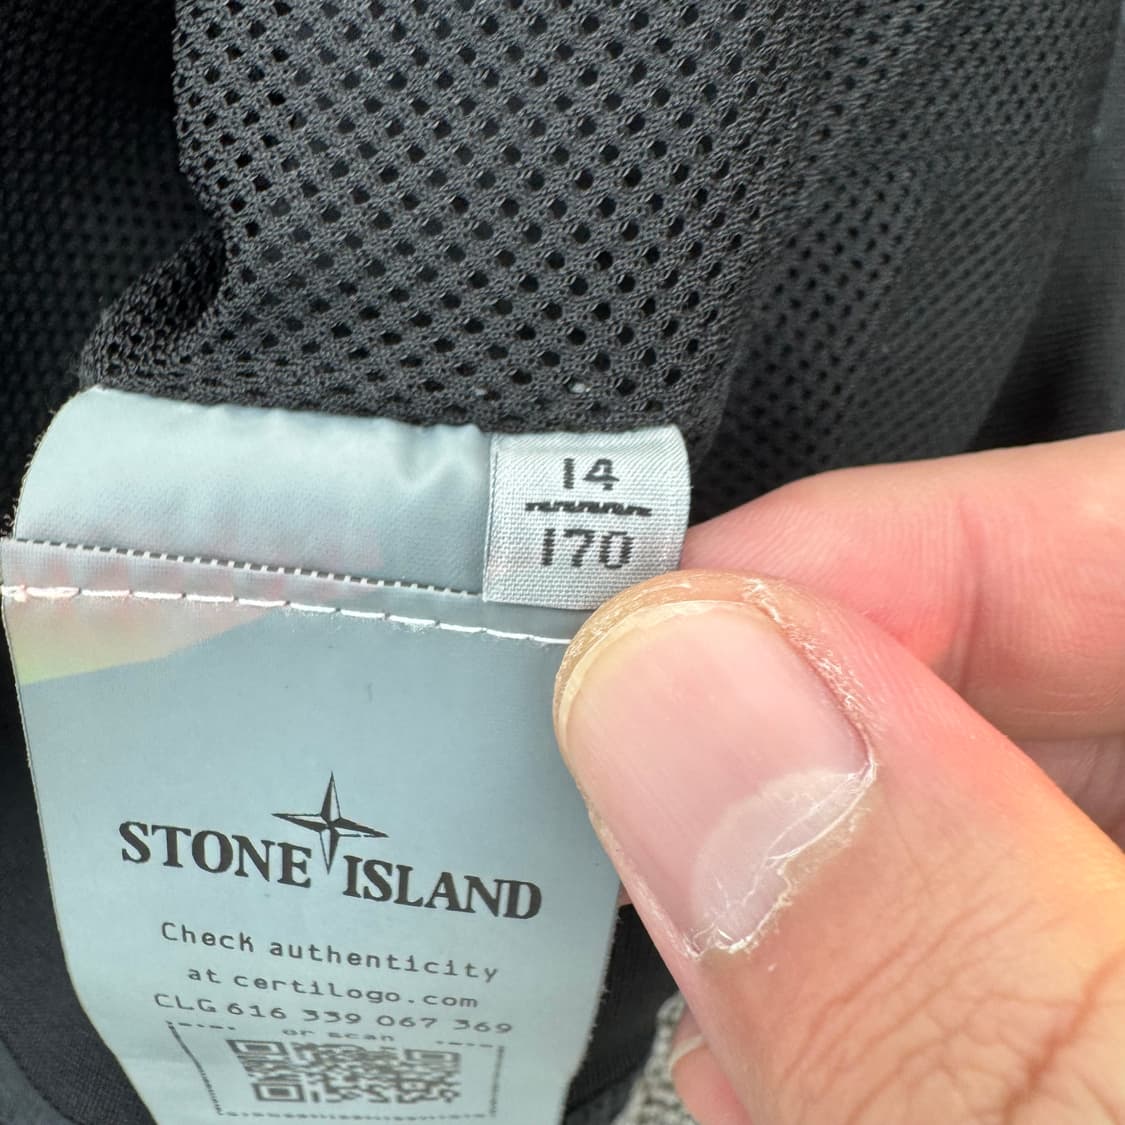 14
170
STONE ISLAND
Check authenticity
at certilogo.com
CLG 616 339 067 369
or scan